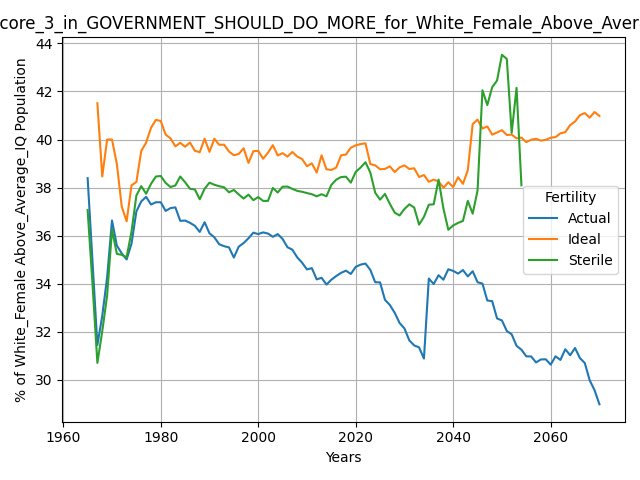 core_3_in_GOVERNMENT_SHOULD_DO_MORE_for_White_Female_Above_Aver
% of White_Female Above_Average_IQ Population
44
42
40
38
36
34
32
30
1960
1980
2000
2020
2040
2060
Years
Fertility
Actual
Ideal
Sterile